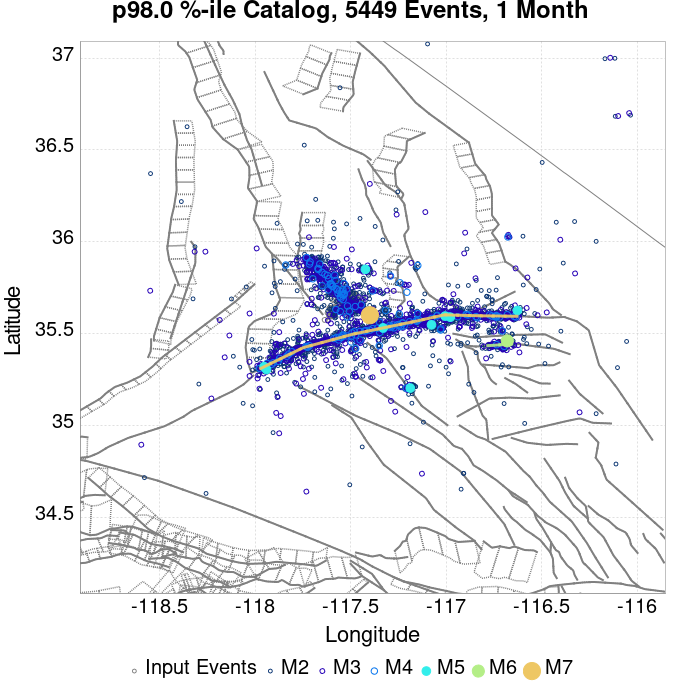 p98.0 %-ile Catalog, 5449 Events, 1 Month
37
36.5
36
35.5
35
34.5
Latitude
-118.5 -118 -117.5 -117 -116.5 -116
Longitude
Input Events M2 M3 M4 M5 M6 M7